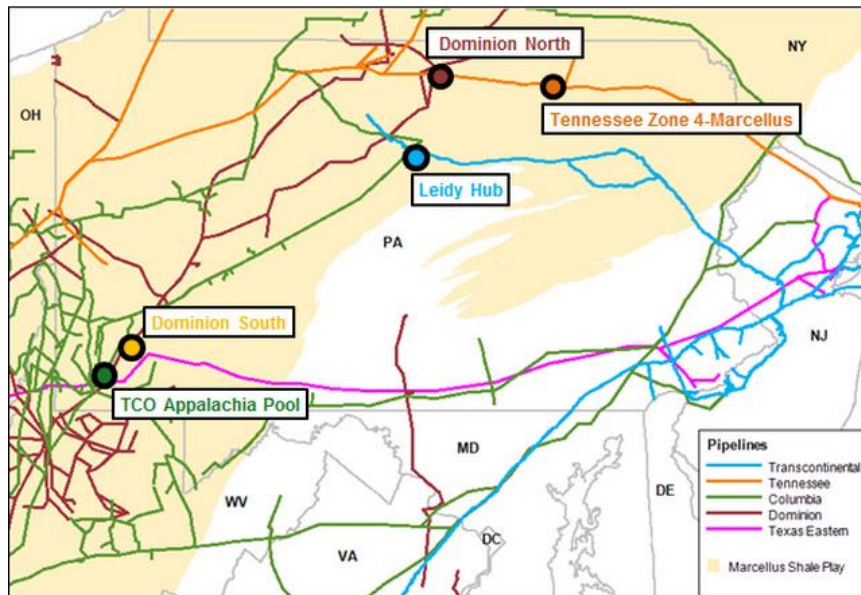 Dominion North
NY
OH
Tennessee Zone 4-Marcellus
Leidy Hub
PA
Dominion South
NJ
TCO Appalachia Pool
MD
WV
DE
VA
DC
Pipelines
Transcontinental
Tennessee
Columbia
Dominion
Texas Eastern
Marcellus Shale Play